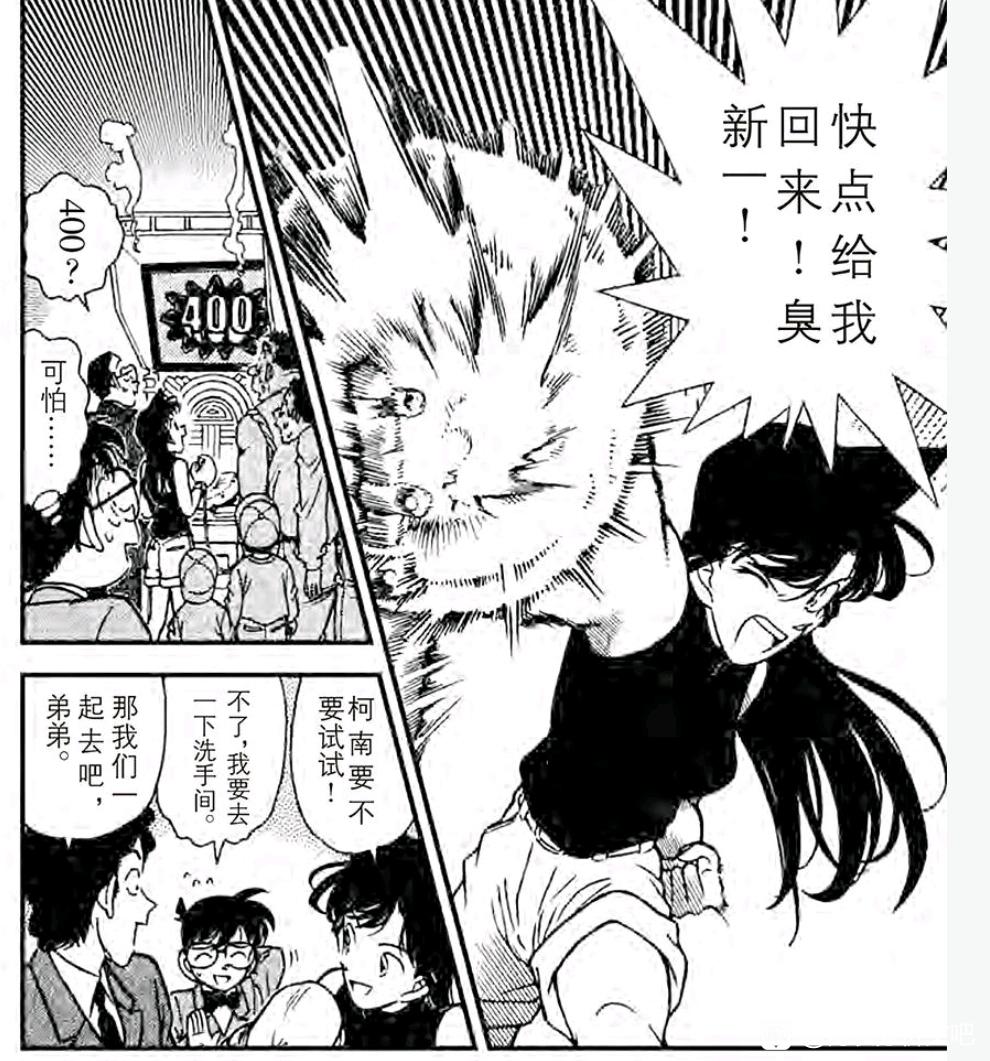 快点给我
回来！臭
新一！
400？
400
可怕……
柯南要不
要试试！
不了，我要去
一下洗手间。
那我们一
起去吧，
弟弟。